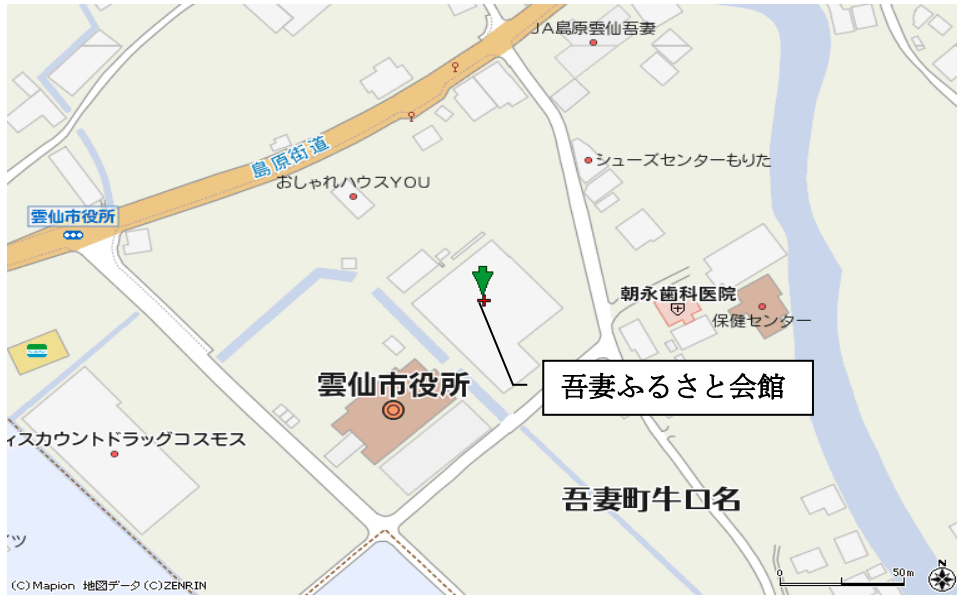 JA島原雲仙吾妻
島原街道
シューズセンターもりた
おしゃれハウスYOU
雲仙市役所
朝永歯科医院
保健センター
吾妻ふるさと会館
雲仙市役所
ィスカウントドラッグコスモス
吾妻町牛口名
ツ
N
0 50m
(C)Mapion 地図データ(C)ZENRIN